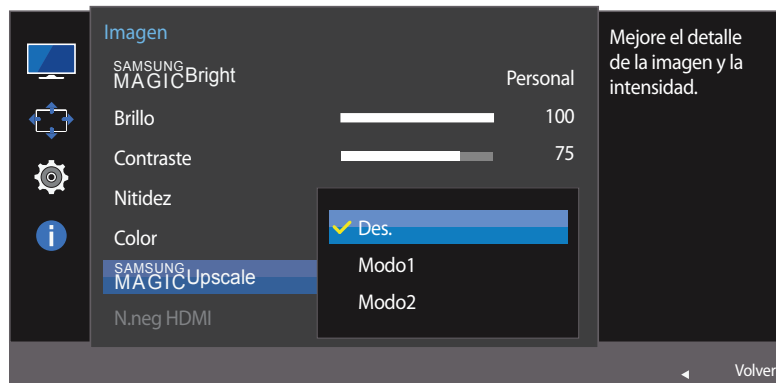 Imagen
SAMSUNG
MAGICBright Personal
Brillo 100
Contraste 75
Nitidez
Color
SAMSUNG
MAGICUpscale
N.neg HDMI
Des.
Modo1
Modo2
Mejore el detalle
de la imagen y la
intensidad.
Volver